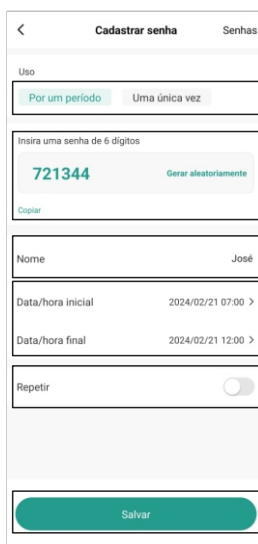 Cadastrar senha Senhas
Uso
Por um período Uma única vez
Insira uma senha de 6 dígitos
721344 Gerar aleatoriamente
Copiar
Nome José
Data/hora inicial 2024/02/21 07:00 >
Data/hora final 2024/02/21 12:00 >
Repetir
Salvar